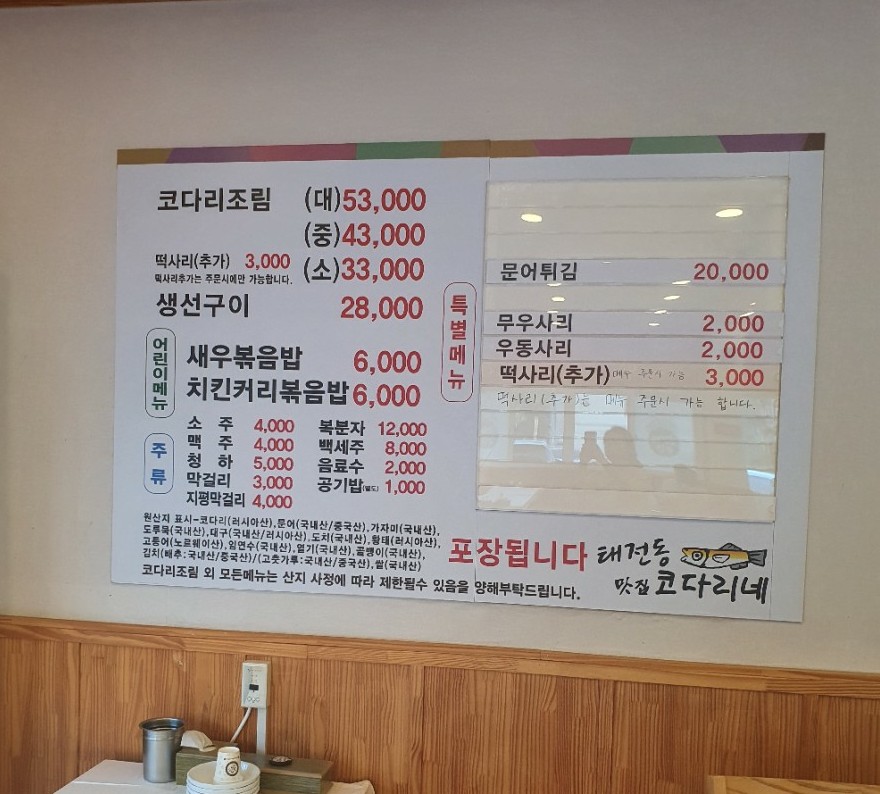 코다리조림 (대)53,000
(중)43,000
떡사리(추가) 3,000 (소)33,000
떡사리추가는 주문시에만 가능합니다.
생선구이 28,000
어린이메뉴
새우볶음밥 6,000
치킨커리볶음밥 6,000
주류
소주 4,000
맥주 4,000
청하 5,000
막걸리 3,000
지평막걸리 4,000
복분자 12,000
백세주 8,000
음료수 2,000
공기밥(별도) 1,000
특별메뉴
문어튀김 20,000
무우사리 2,000
우동사리 2,000
떡사리(추가) 주문시 가능 3,000
떡사리(추가)는 메뉴 주문시 가능 합니다.
원산지 표시-코다리(러시아산),문어(국내산/중국산),가자미(국내산),
도루묵(국내산),대구(국내산/러시아산),도치(국내산),황태(러시아산),
고등어(노르웨이산),임연수(국내산),열기(국내산),골뱅이(국내산),
김치(배추:국내산/중국산)/(고춧가루:국내산/중국산),쌀(국내산)
코다리조림 외 모든메뉴는 산지 사정에 따라 제한될수 있음을 양해부탁드립니다.
포장됩니다
태전동
맛집 코다리네